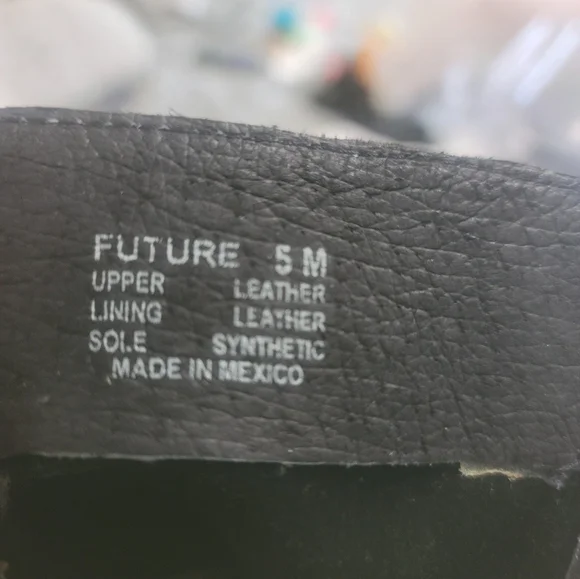 FUTURE 5 M
UPPER LEATHER
LINING LEATHER
SOLE SYNTHETIC
MADE IN MEXICO